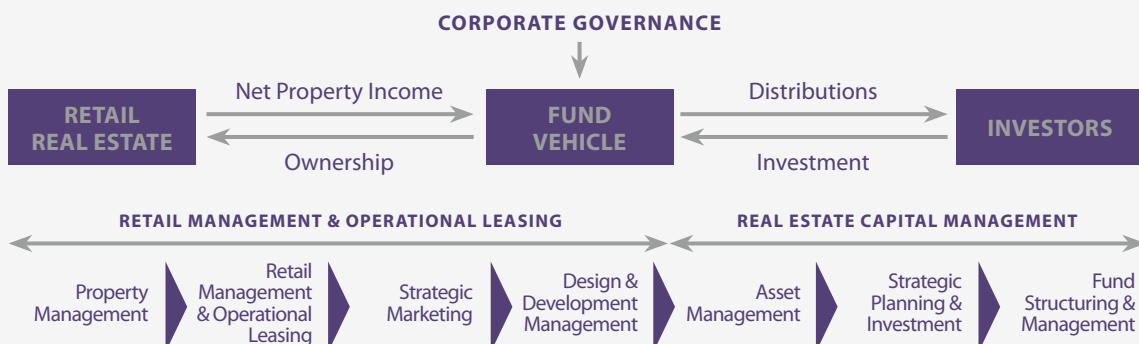 CORPORATE GOVERNANCE
RETAIL
REAL ESTATE
Net Property Income
Ownership
FUND
VEHICLE
Distributions
Investment
INVESTORS
RETAIL MANAGEMENT & OPERATIONAL LEASING
REAL ESTATE CAPITAL MANAGEMENT
Property
Management
Retail
Management
& Operational
Leasing
Strategic
Marketing
Design &
Development
Management
Asset
Management
Strategic
Planning &
Investment
Fund
Structuring &
Management